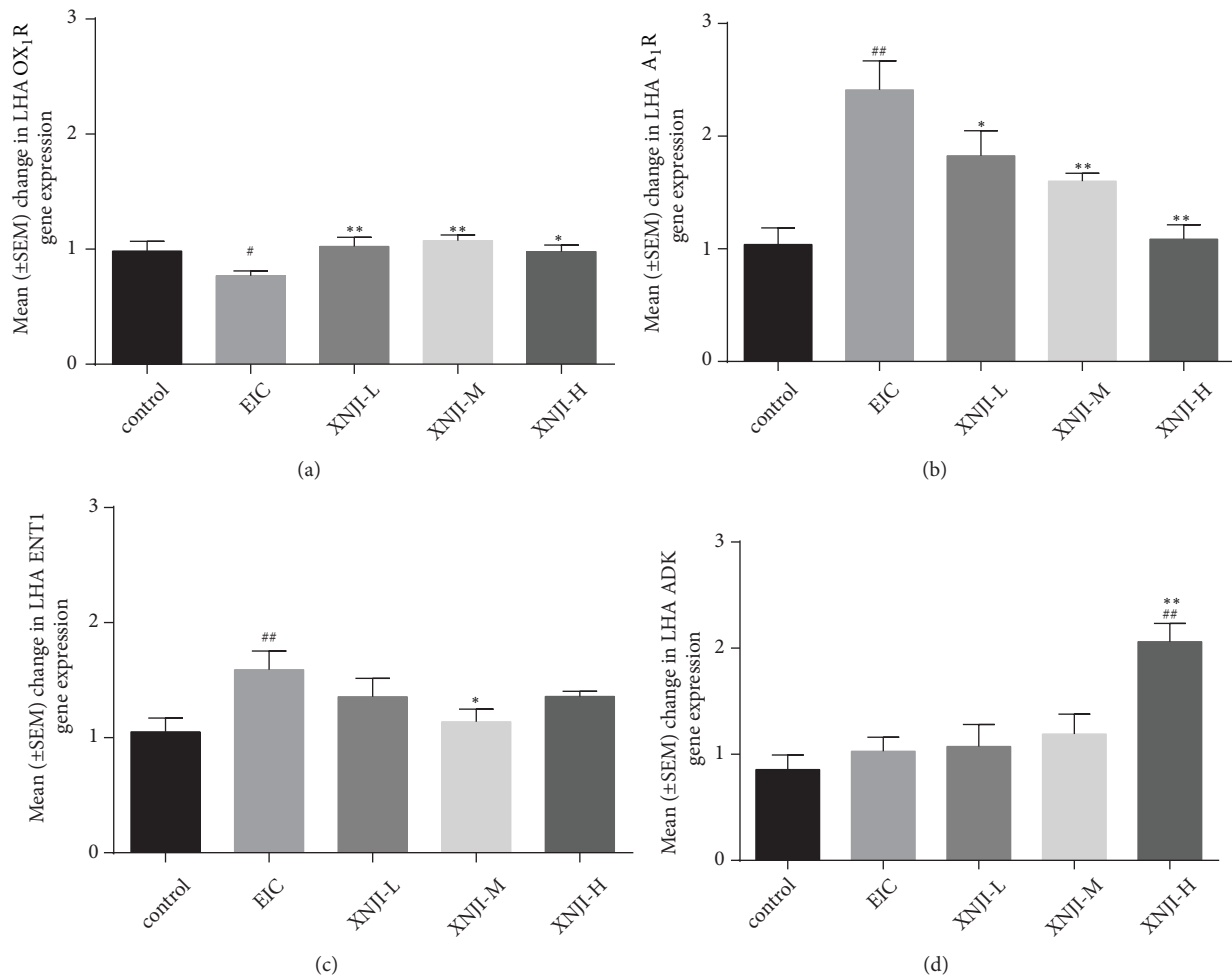 Mean (±SEM) change in LHA OX₁R
gene expression
3
2
1
0
#
**
**
*
control
EIC
XNJI-L
XNJI-M
XNJI-H
(a)
Mean (±SEM) change in LHA A₁R
gene expression
3
2
1
0
##
*
**
**
control
EIC
XNJI-L
XNJI-M
XNJI-H
(b)
Mean (±SEM) change in LHA ENT1
gene expression
3
2
1
0
##
*
control
EIC
XNJI-L
XNJI-M
XNJI-H
(c)
Mean (±SEM) change in LHA ADK
gene expression
3
2
1
0
**
##
control
EIC
XNJI-L
XNJI-M
XNJI-H
(d)